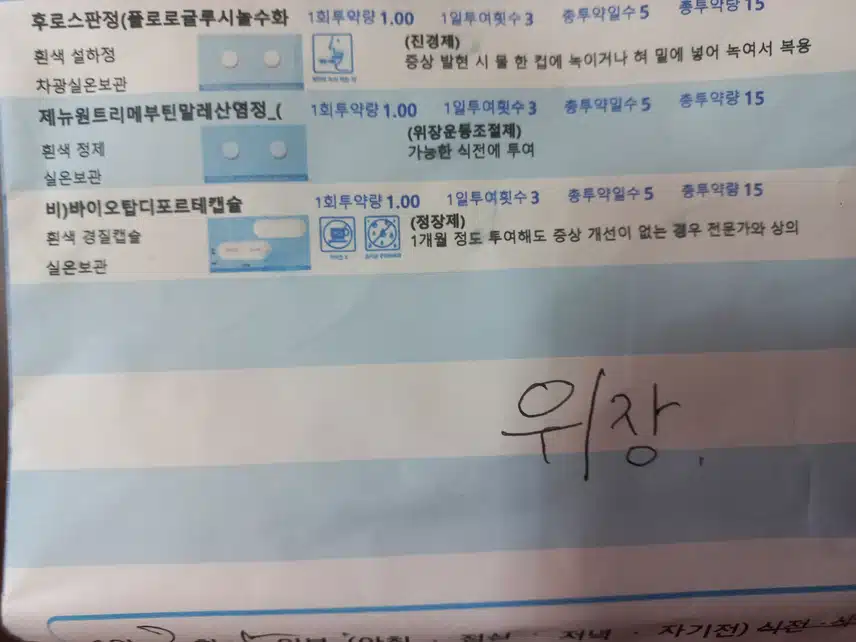 후로스판정(플로로글루시놀수화 1회투약량 1.00 1일투여횟수 3 총투약일수 5 총투약량 15
(진경제)
흰색 설하정 증상 발현 시 물 한 컵에 녹이거나 혀 밑에 넣어 녹여서 복용
차광실온보관
제뉴원트리메부틴말레산염정_( 1회투약량 1.00 1일투여횟수 3 총투약일수 5 총투약량 15
(위장운동조절제)
흰색 정제 가능한 식전에 투여
실온보관
비)바이오탑디포르테캡슐 1회투약량 1.00 1일투여횟수 3 총투약일수 5 총투약량 15
(정장제)
흰색 경질캡슐 1개월 정도 투여해도 증상 개선이 없는 경우 전문가와 상의
실온보관
위장.
자기전) 식전